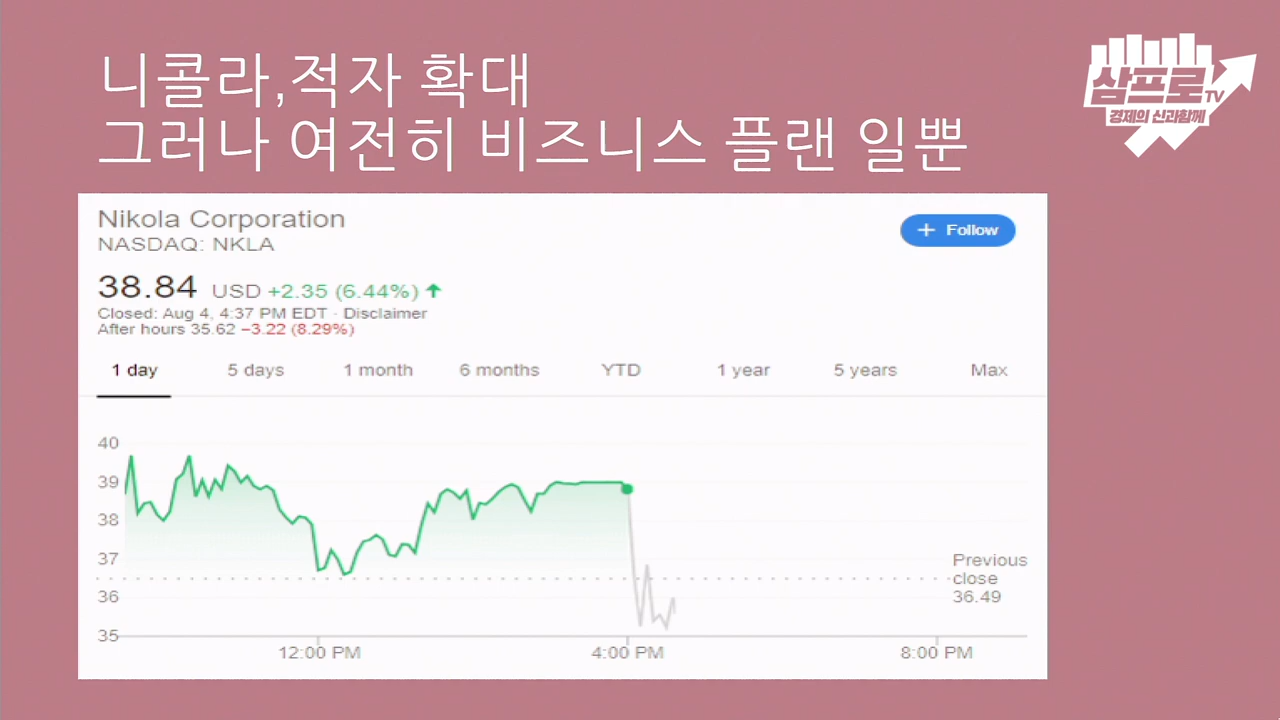 니콜라,적자 확대
그러나 여전히 비즈니스 플랜 일뿐
삼프로TV
경제의 신과함께
Nikola Corporation
NASDAQ: NKLA
+ Follow
38.84 USD +2.35 (6.44%) ↑
Closed: Aug 4, 4:37 PM EDT · Disclaimer
After hours 35.62 −3.22 (8.29%)
1 day 5 days 1 month 6 months YTD 1 year 5 years Max
40
39
38
37
36
35
Previous
close
36.49
12:00 PM 4:00 PM 8:00 PM